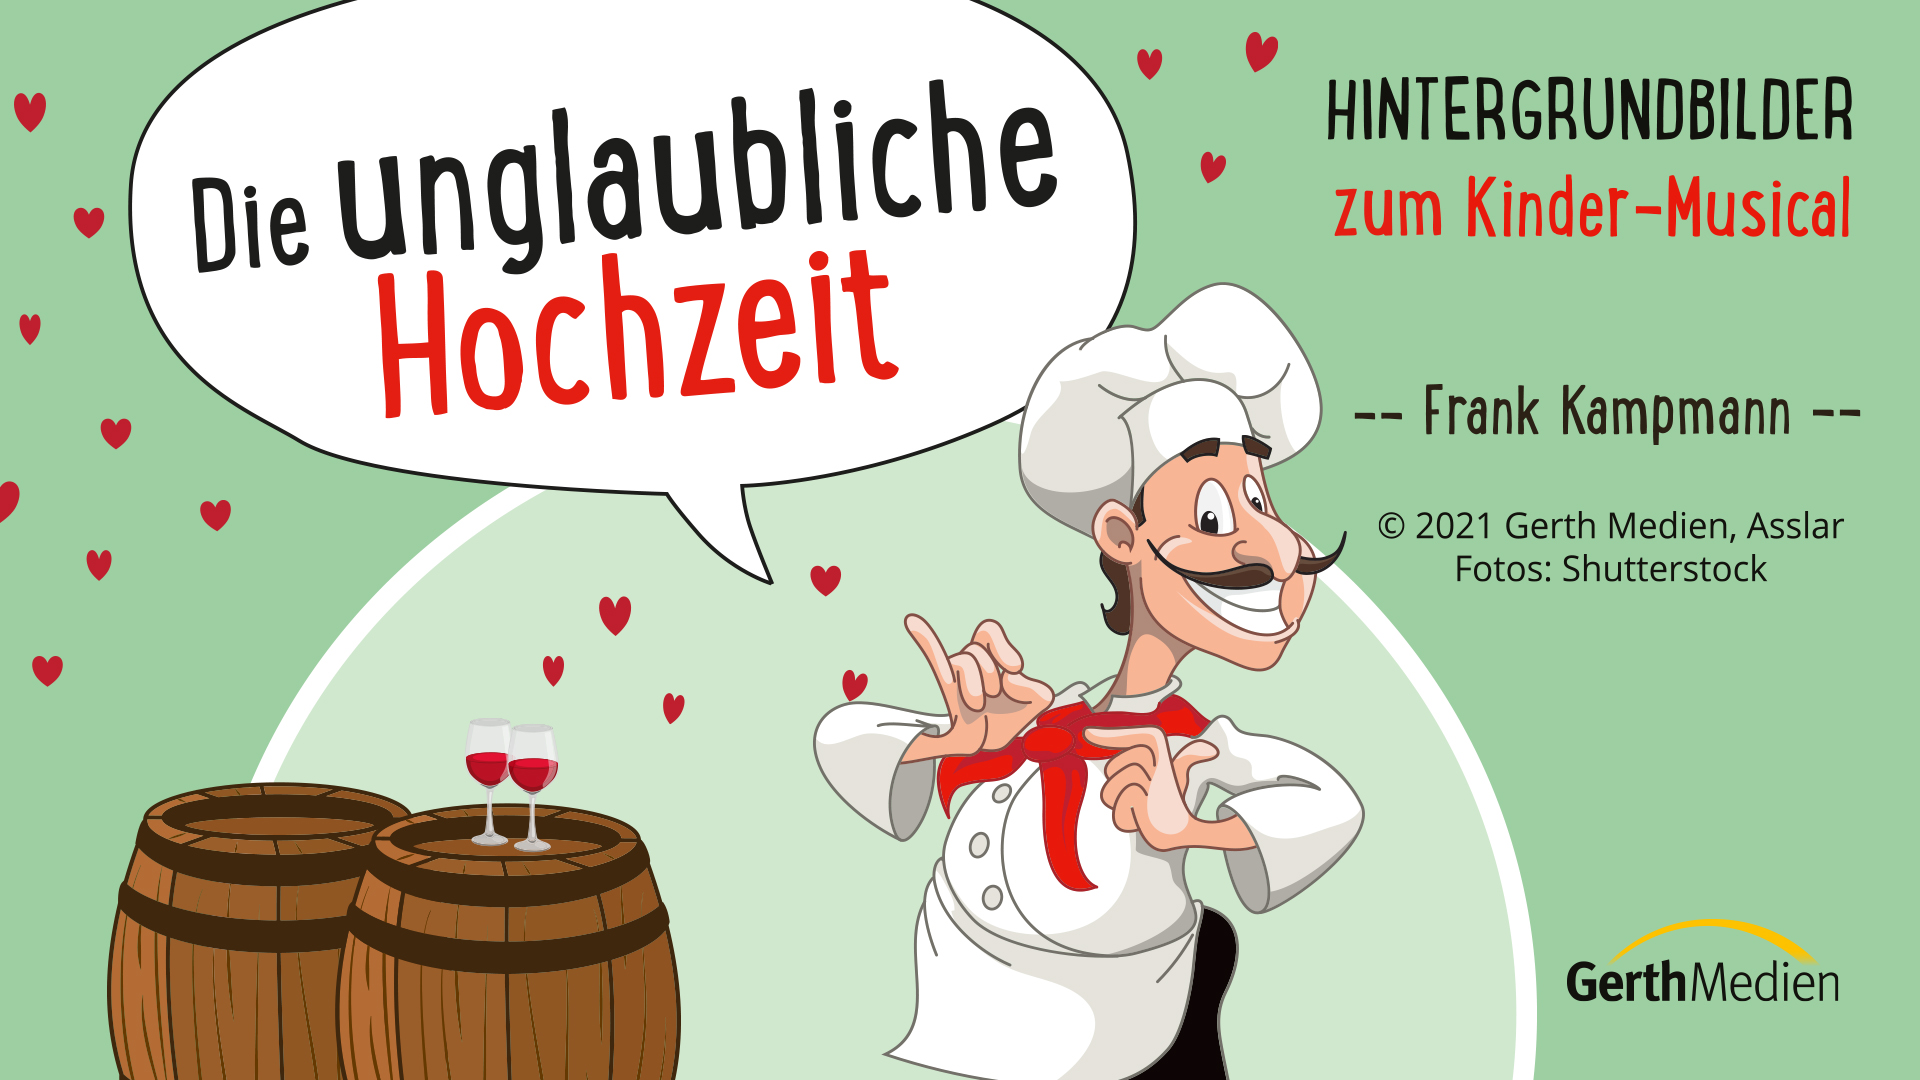 Die unglaubliche
Hochzeit
HINTERGRUNDBILDER
zum Kinder-Musical
-- Frank Kampmann --
© 2021 Gerth Medien, Asslar
Fotos: Shutterstock
GerthMedien